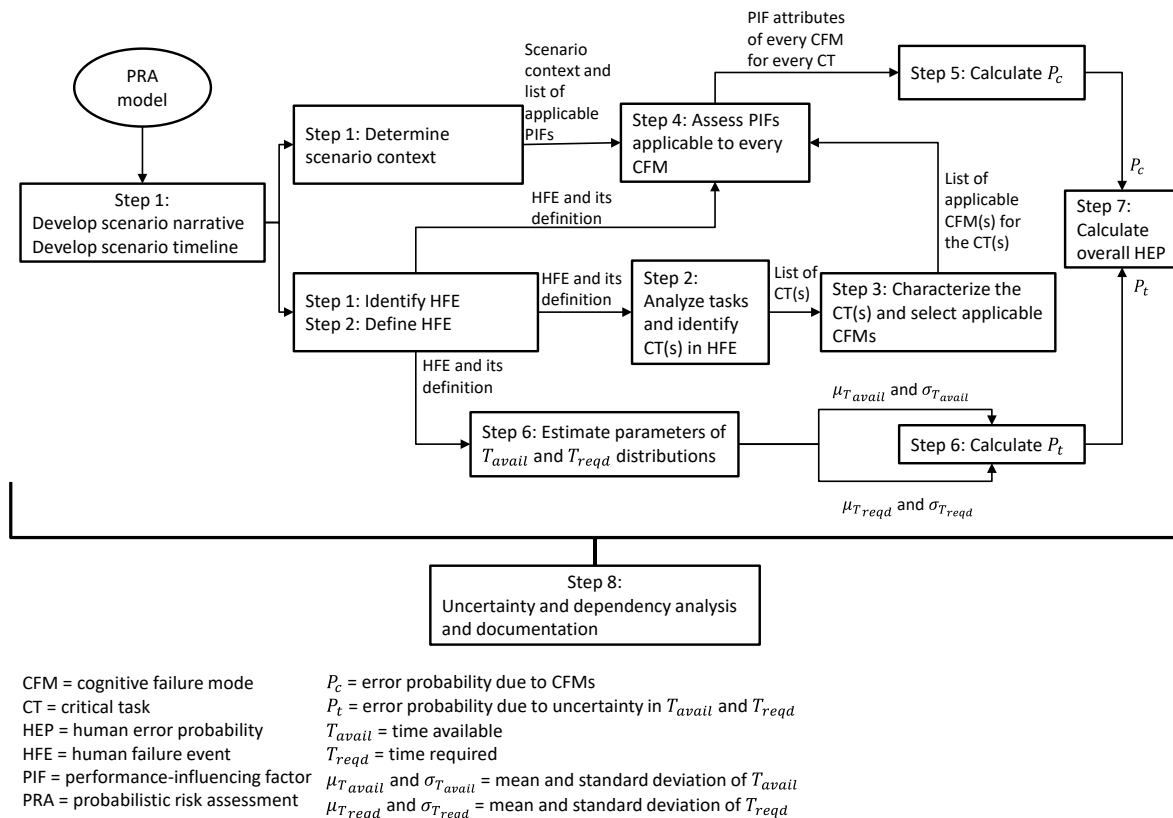 PRA
model
Step 1:
Develop scenario narrative
Develop scenario timeline
Step 1: Determine
scenario context
Scenario
context and
list of
applicable
PIFs
Step 1: Identify HFE
Step 2: Define HFE
HFE and its
definition
HFE and its
definition
HFE and its
definition
Step 4: Assess PIFs
applicable to every
CFM
PIF attributes
of every CFM
for every CT
Step 5: Calculate P_c
Step 2:
Analyze tasks
and identify
CT(s) in HFE
List of
CT(s)
Step 3: Characterize the
CT(s) and select applicable
CFMs
List of
applicable
CFM(s) for
the CT(s)
P_c
Step 7:
Calculate
overall HEP
P_t
Step 6: Estimate parameters of
T_avail and T_reqd distributions
μ_T_avail and σ_T_avail
Step 6: Calculate P_t
μ_T_reqd and σ_T_reqd
Step 8:
Uncertainty and dependency analysis
and documentation
CFM = cognitive failure mode
CT = critical task
HEP = human error probability
HFE = human failure event
PIF = performance-influencing factor
PRA = probabilistic risk assessment
P_c = error probability due to CFMs
P_t = error probability due to uncertainty in T_avail and T_reqd
T_avail = time available
T_reqd = time required
μ_T_avail and σ_T_avail = mean and standard deviation of T_avail
μ_T_reqd and σ_T_reqd = mean and standard deviation of T_reqd